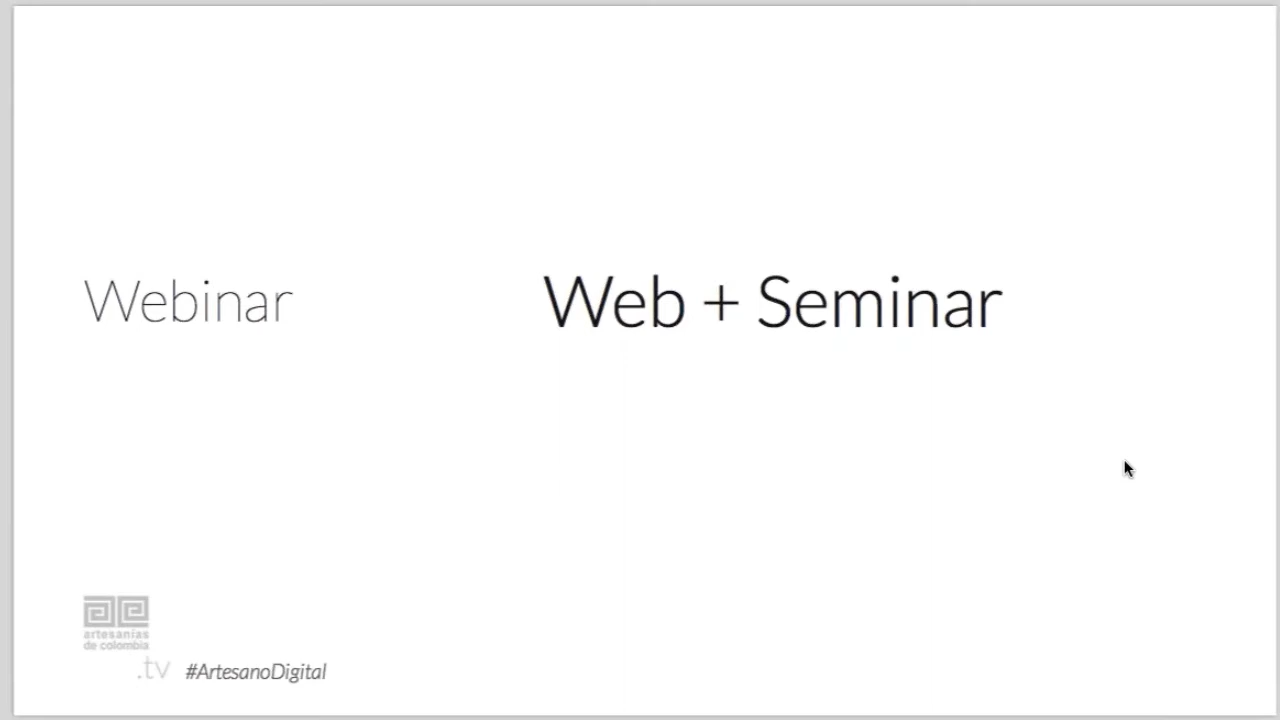 Webinar
Web + Seminar
artesanías
de colombia
.tv
#ArtesanoDigital